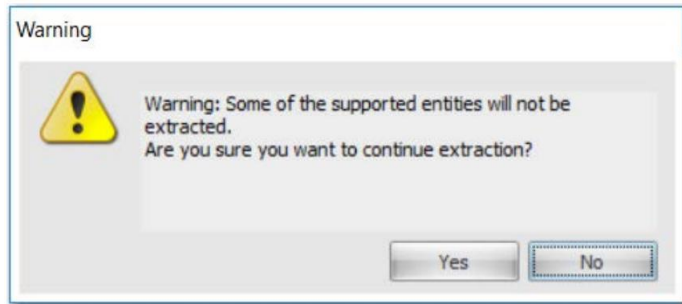 Warning
Warning: Some of the supported entities will not be
extracted.
Are you sure you want to continue extraction?
Yes
No